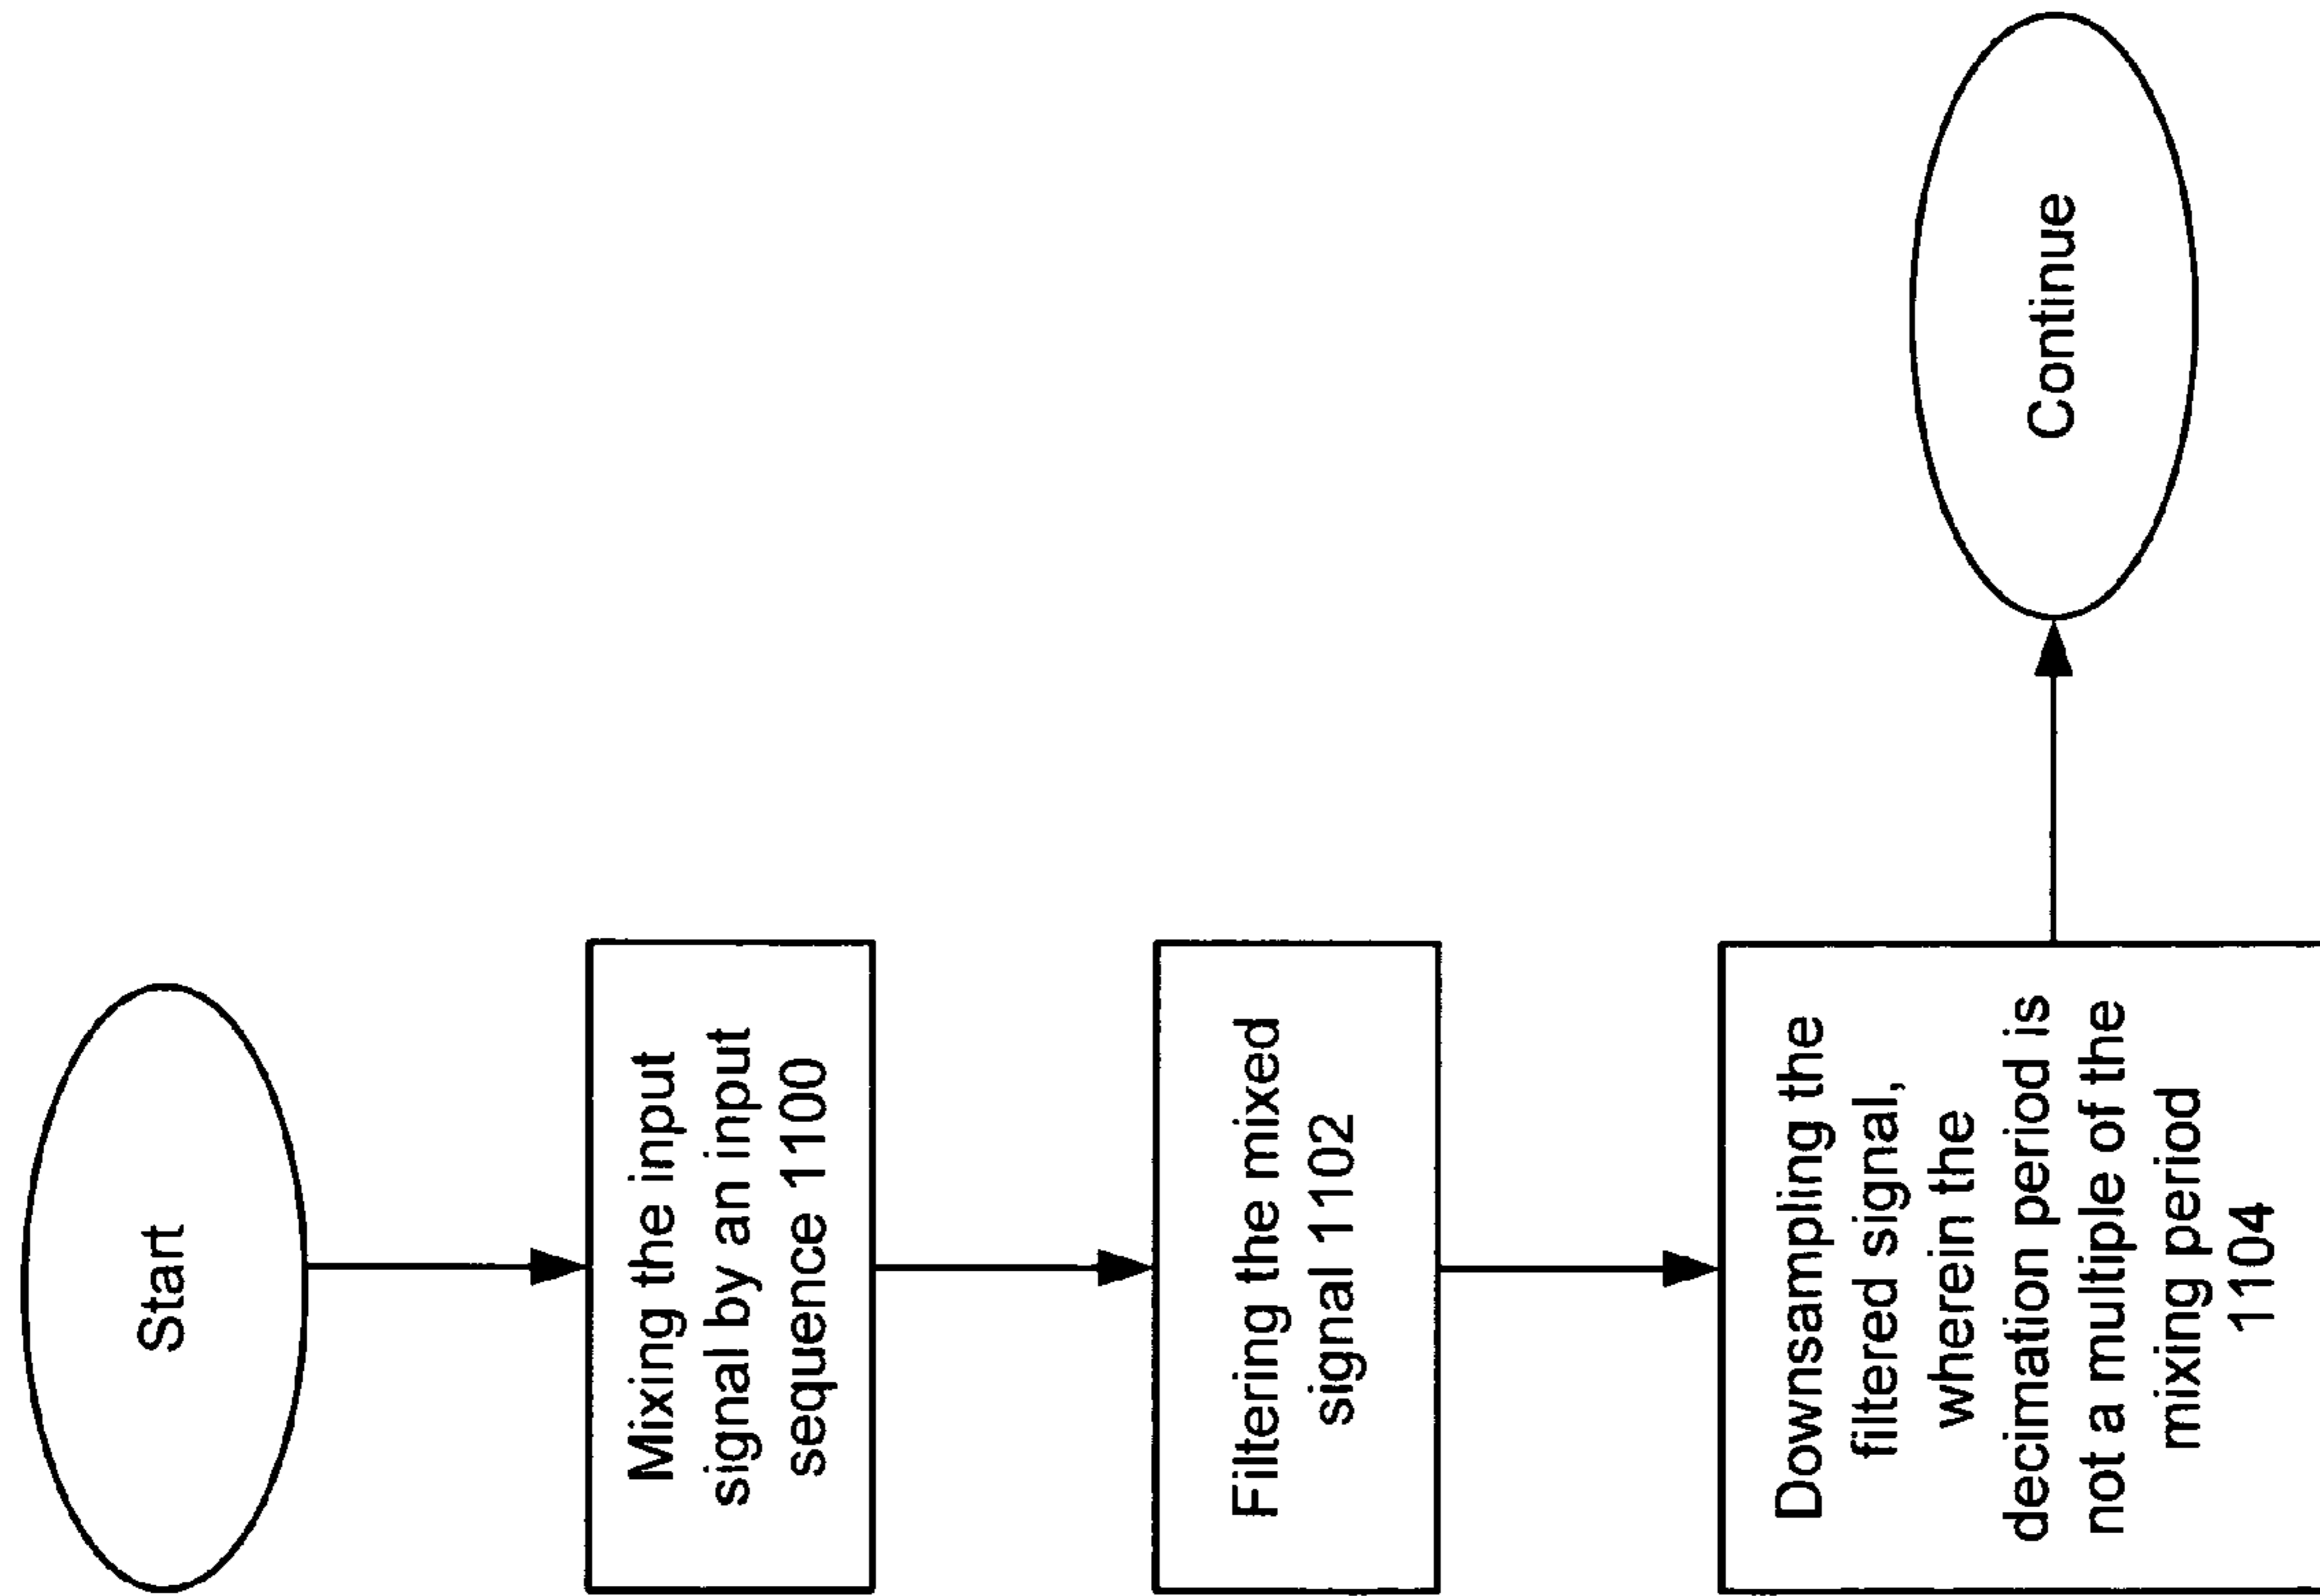 Start
Mixing the input
signal by an input
sequence 1100
Filtering the mixed
signal 1102
Downsampling the
filtered signal,
wherein the
decimation period is
not a multiple of the
mixing period
1104
Continue